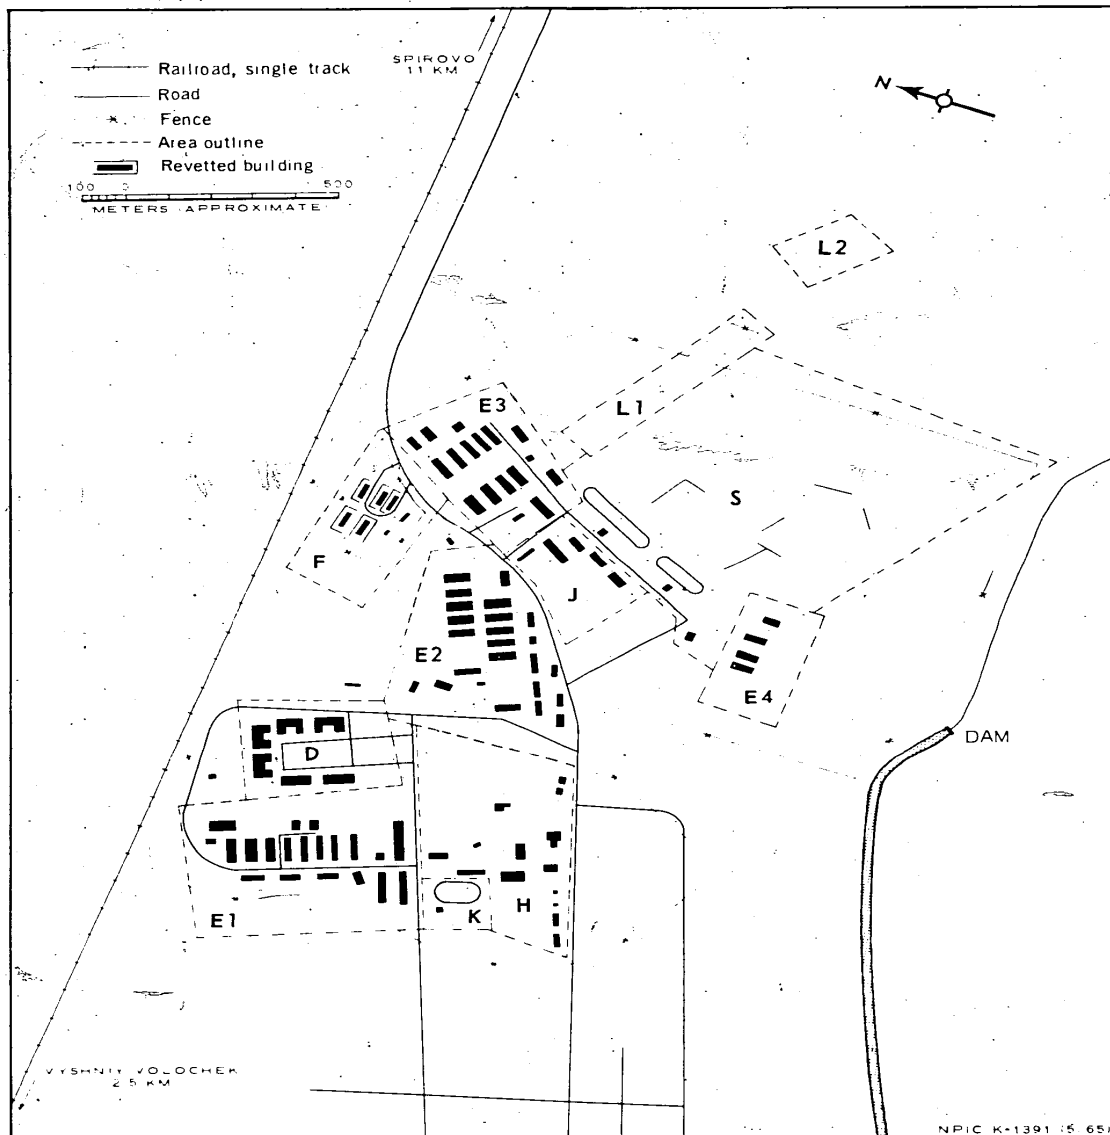 SPIROVO
11 KM
Railroad, single track
Road
Fence
Area outline
Revetted building
100 0 500
METERS (APPROXIMATE)
N
L2
E3
L1
S
F
J
E2
E4
D
DAM
E1
K
H
VYSHNIY VOLOCHEK
2.5 KM
NPIC K-1391 (5/65)